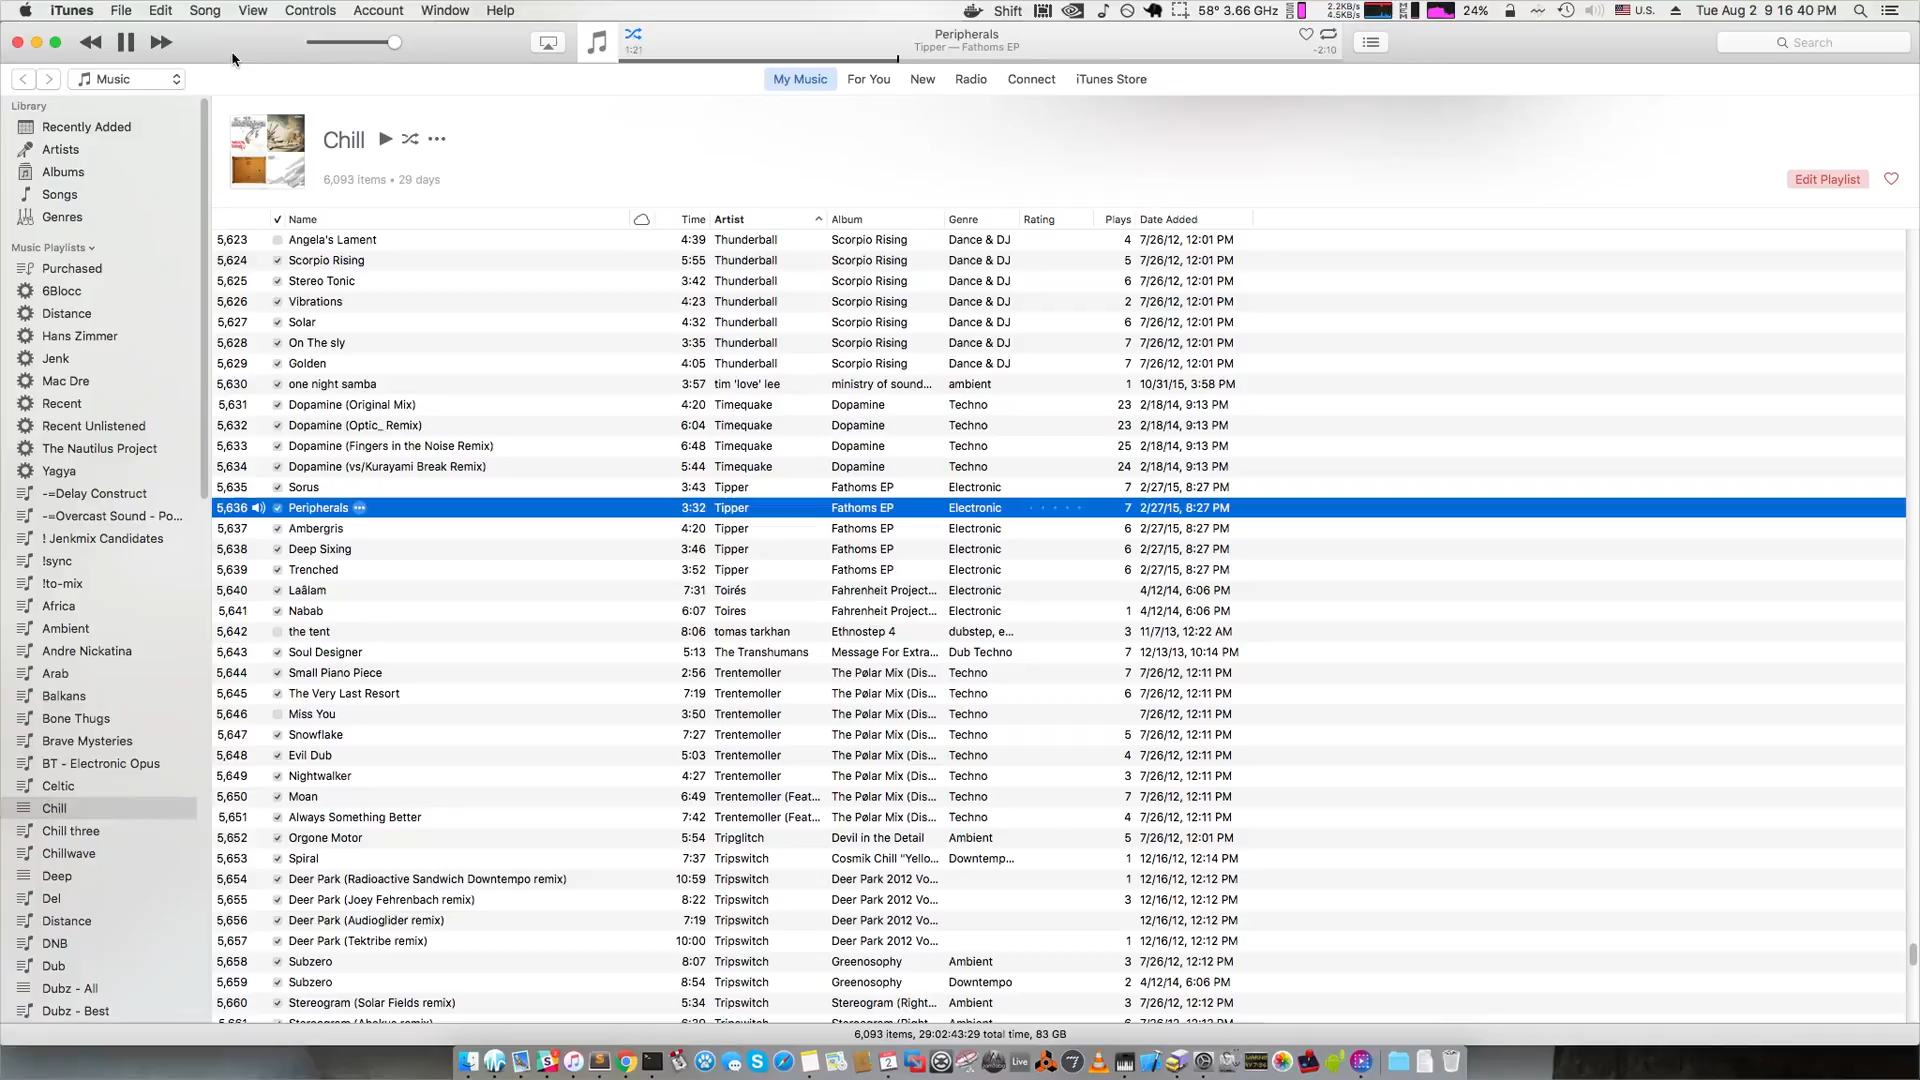 iTunes File Edit Song View Controls Account Window Help
Shift 58° 3.66 GHz 2.2KB/s 4.5KB/s 24% U.S. Tue Aug 2 9 16 40 PM
1:21 Peripherals -2:10
Tipper — Fathoms EP
Search
Music My Music For You New Radio Connect iTunes Store
Library
Recently Added
Artists
Albums
Songs
Genres
Music Playlists
Purchased
6Blocc
Distance
Hans Zimmer
Jenk
Mac Dre
Recent
Recent Unlistened
The Nautilus Project
Yagya
-=Delay Construct
-=Overcast Sound - Po...
! Jenkmix Candidates
!sync
!to-mix
Africa
Ambient
Andre Nickatina
Arab
Balkans
Bone Thugs
Brave Mysteries
BT - Electronic Opus
Celtic
Chill
Chill three
Chillwave
Deep
Del
Distance
DNB
Dub
Dubz - All
Dubz - Best
Chill
6,093 items • 29 days
Edit Playlist
Name Time Artist Album Genre Rating Plays Date Added
5,623 Angela's Lament 4:39 Thunderball Scorpio Rising Dance & DJ 4 7/26/12, 12:01 PM
5,624 Scorpio Rising 5:55 Thunderball Scorpio Rising Dance & DJ 5 7/26/12, 12:01 PM
5,625 Stereo Tonic 3:42 Thunderball Scorpio Rising Dance & DJ 6 7/26/12, 12:01 PM
5,626 Vibrations 4:23 Thunderball Scorpio Rising Dance & DJ 2 7/26/12, 12:01 PM
5,627 Solar 4:32 Thunderball Scorpio Rising Dance & DJ 6 7/26/12, 12:01 PM
5,628 On The sly 3:35 Thunderball Scorpio Rising Dance & DJ 7 7/26/12, 12:01 PM
5,629 Golden 4:05 Thunderball Scorpio Rising Dance & DJ 7 7/26/12, 12:01 PM
5,630 one night samba 3:57 tim 'love' lee ministry of sound... ambient 1 10/31/15, 3:58 PM
5,631 Dopamine (Original Mix) 4:20 Timequake Dopamine Techno 23 2/18/14, 9:13 PM
5,632 Dopamine (Optic_ Remix) 6:04 Timequake Dopamine Techno 23 2/18/14, 9:13 PM
5,633 Dopamine (Fingers in the Noise Remix) 6:48 Timequake Dopamine Techno 25 2/18/14, 9:13 PM
5,634 Dopamine (vs/Kurayami Break Remix) 5:44 Timequake Dopamine Techno 24 2/18/14, 9:13 PM
5,635 Sorus 3:43 Tipper Fathoms EP Electronic 7 2/27/15, 8:27 PM
5,636 Peripherals 3:32 Tipper Fathoms EP Electronic 7 2/27/15, 8:27 PM
5,637 Ambergris 4:20 Tipper Fathoms EP Electronic 6 2/27/15, 8:27 PM
5,638 Deep Sixing 3:46 Tipper Fathoms EP Electronic 6 2/27/15, 8:27 PM
5,639 Trenched 3:52 Tipper Fathoms EP Electronic 6 2/27/15, 8:27 PM
5,640 Laâlam 7:31 Toirés Fahrenheit Project... Electronic 4/12/14, 6:06 PM
5,641 Nabab 6:07 Toires Fahrenheit Project... Electronic 1 4/12/14, 6:06 PM
5,642 the tent 8:06 tomas tarkhan Ethnostep 4 dubstep, e... 3 11/7/13, 12:22 AM
5,643 Soul Designer 5:13 The Transhumans Message For Extra... Dub Techno 7 12/13/13, 10:14 PM
5,644 Small Piano Piece 2:56 Trentemoller The Pølar Mix (Dis... Techno 7 7/26/12, 12:11 PM
5,645 The Very Last Resort 7:19 Trentemoller The Pølar Mix (Dis... Techno 6 7/26/12, 12:11 PM
5,646 Miss You 3:50 Trentemoller The Pølar Mix (Dis... Techno 7/26/12, 12:11 PM
5,647 Snowflake 7:27 Trentemoller The Pølar Mix (Dis... Techno 5 7/26/12, 12:11 PM
5,648 Evil Dub 5:03 Trentemoller The Pølar Mix (Dis... Techno 4 7/26/12, 12:11 PM
5,649 Nightwalker 4:27 Trentemoller The Pølar Mix (Dis... Techno 3 7/26/12, 12:11 PM
5,650 Moan 6:49 Trentemoller (Feat... The Pølar Mix (Dis... Techno 7 7/26/12, 12:11 PM
5,651 Always Something Better 7:42 Trentemoller (Feat... The Pølar Mix (Dis... Techno 4 7/26/12, 12:11 PM
5,652 Orgone Motor 5:54 Tripglitch Devil in the Detail Ambient 5 7/26/12, 12:01 PM
5,653 Spiral 7:37 Tripswitch Cosmik Chill "Yello... Downtemp... 1 12/16/12, 12:14 PM
5,654 Deer Park (Radioactive Sandwich Downtempo remix) 10:59 Tripswitch Deer Park 2012 Vo... 1 12/16/12, 12:12 PM
5,655 Deer Park (Joey Fehrenbach remix) 8:22 Tripswitch Deer Park 2012 Vo... 3 12/16/12, 12:12 PM
5,656 Deer Park (Audioglider remix) 7:19 Tripswitch Deer Park 2012 Vo... 12/16/12, 12:12 PM
5,657 Deer Park (Tektribe remix) 10:00 Tripswitch Deer Park 2012 Vo... 1 12/16/12, 12:12 PM
5,658 Subzero 8:07 Tripswitch Greenosophy Ambient 3 7/26/12, 12:12 PM
5,659 Subzero 8:54 Tripswitch Greenosophy Downtempo 2 4/12/14, 6:06 PM
5,660 Stereogram (Solar Fields remix) 5:34 Tripswitch Stereogram (Right... Ambient 3 7/26/12, 12:12 PM
6,093 items, 29:02:43:29 total time, 83 GB
Live